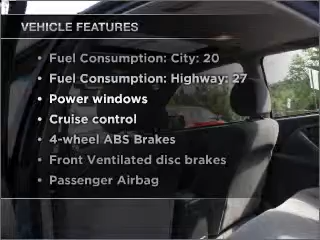 VEHICLE FEATURES
• Fuel Consumption: City: 20
• Fuel Consumption: Highway: 27
• Power windows
• Cruise control
• 4-wheel ABS Brakes
• Front Ventilated disc brakes
• Passenger Airbag